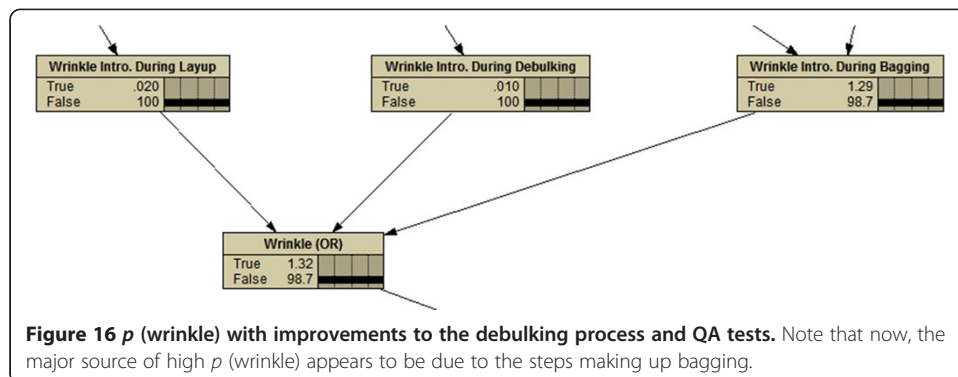 Wrinkle Intro. During Layup
True .020
False 100
Wrinkle Intro. During Debulking
True .010
False 100
Wrinkle Intro. During Bagging
True 1.29
False 98.7
Wrinkle (OR)
True 1.32
False 98.7
Figure 16 p (wrinkle) with improvements to the debulking process and QA tests. Note that now, the
major source of high p (wrinkle) appears to be due to the steps making up bagging.